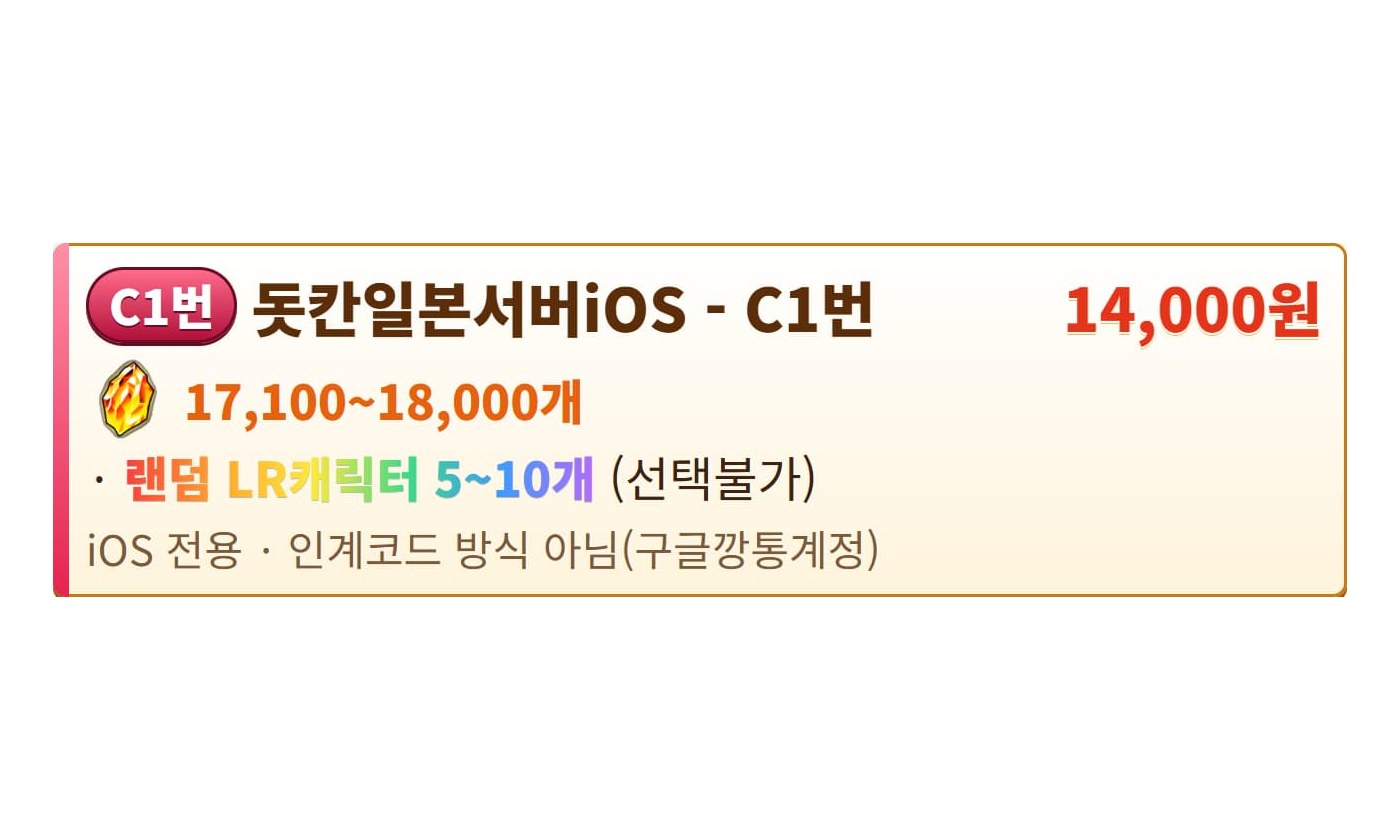 C1번 돗칸일본서버iOS - C1번 14,000원
17,100~18,000개
· 랜덤 LR캐릭터 5~10개 (선택불가)
iOS 전용 · 인계코드 방식 아님(구글깡통계정)